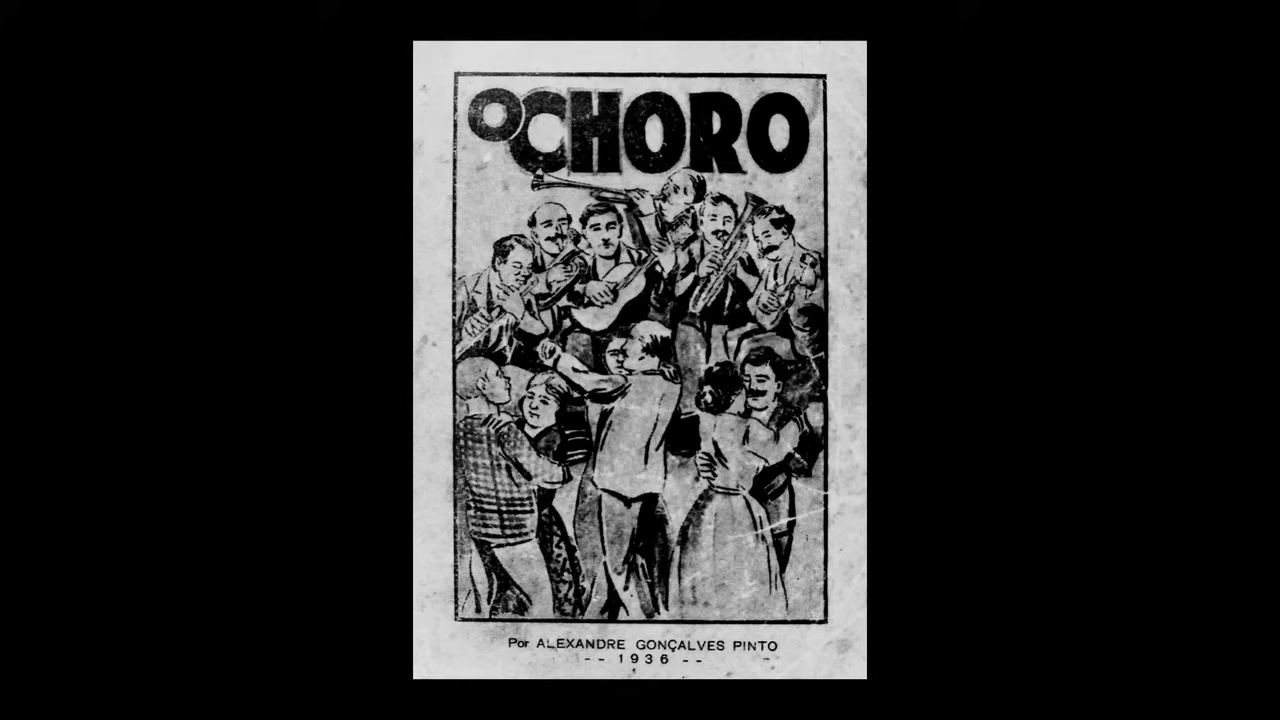 O CHORO
Por ALEXANDRE GONÇALVES PINTO
-- 1936 --